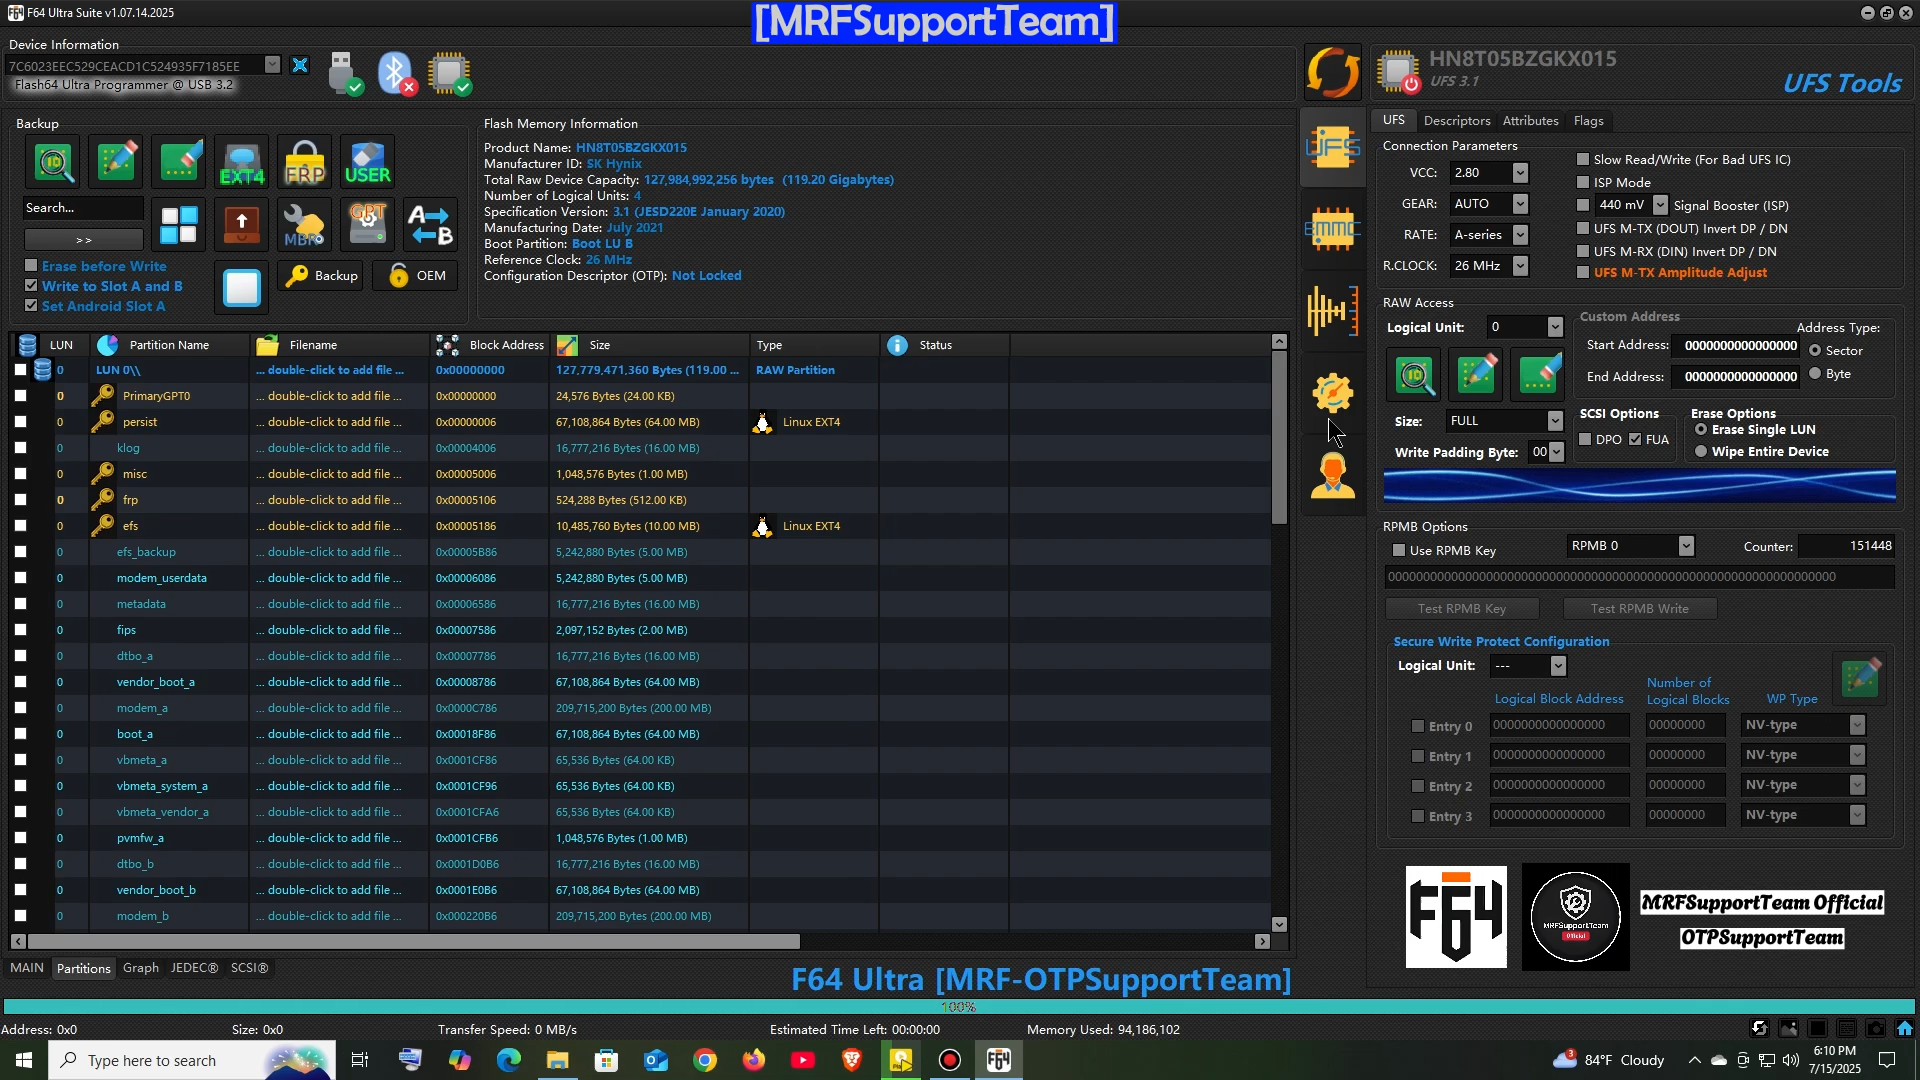 F64 Ultra Suite v1.07.14.2025
[MRFSupportTeam]
Device Information
7C6023EEC529CEACD1C524935F7185EE
Flash64 Ultra Programmer @ USB 3.2
HN8T05BZGKX015
UFS 3.1
UFS Tools
Backup
EXT4
FRP
USER
Search...
>>
MBR
GPT
A
B
Erase before Write
Write to Slot A and B
Set Android Slot A
Backup
OEM
Flash Memory Information
Product Name: HN8T05BZGKX015
Manufacturer ID: SK Hynix
Total Raw Device Capacity: 127,984,992,256 bytes (119.20 Gigabytes)
Number of Logical Units: 4
Specification Version: 3.1 (JESD220E January 2020)
Manufacturing Date: July 2021
Boot Partition: Boot LU B
Reference Clock: 26 MHz
Configuration Descriptor (OTP): Not Locked
UFS
EMMC
LUN Partition Name Filename Block Address Size Type Status
0 LUN 0\\ ... double-click to add file ... 0x00000000 127,779,471,360 Bytes (119.00 ... RAW Partition
0 PrimaryGPT0 ... double-click to add file ... 0x00000000 24,576 Bytes (24.00 KB)
0 persist ... double-click to add file ... 0x00000006 67,108,864 Bytes (64.00 MB) Linux EXT4
0 klog ... double-click to add file ... 0x00004006 16,777,216 Bytes (16.00 MB)
0 misc ... double-click to add file ... 0x00005006 1,048,576 Bytes (1.00 MB)
0 frp ... double-click to add file ... 0x00005106 524,288 Bytes (512.00 KB)
0 efs ... double-click to add file ... 0x00005186 10,485,760 Bytes (10.00 MB) Linux EXT4
0 efs_backup ... double-click to add file ... 0x00005B86 5,242,880 Bytes (5.00 MB)
0 modem_userdata ... double-click to add file ... 0x00006086 5,242,880 Bytes (5.00 MB)
0 metadata ... double-click to add file ... 0x00006586 16,777,216 Bytes (16.00 MB)
0 fips ... double-click to add file ... 0x00007586 2,097,152 Bytes (2.00 MB)
0 dtbo_a ... double-click to add file ... 0x00007786 16,777,216 Bytes (16.00 MB)
0 vendor_boot_a ... double-click to add file ... 0x00008786 67,108,864 Bytes (64.00 MB)
0 modem_a ... double-click to add file ... 0x0000C786 209,715,200 Bytes (200.00 MB)
0 boot_a ... double-click to add file ... 0x00018F86 67,108,864 Bytes (64.00 MB)
0 vbmeta_a ... double-click to add file ... 0x0001CF86 65,536 Bytes (64.00 KB)
0 vbmeta_system_a ... double-click to add file ... 0x0001CF96 65,536 Bytes (64.00 KB)
0 vbmeta_vendor_a ... double-click to add file ... 0x0001CFA6 65,536 Bytes (64.00 KB)
0 pvmfw_a ... double-click to add file ... 0x0001CFB6 1,048,576 Bytes (1.00 MB)
0 dtbo_b ... double-click to add file ... 0x0001D0B6 16,777,216 Bytes (16.00 MB)
0 vendor_boot_b ... double-click to add file ... 0x0001E0B6 67,108,864 Bytes (64.00 MB)
0 modem_b ... double-click to add file ... 0x000220B6 209,715,200 Bytes (200.00 MB)
MAIN Partitions Graph JEDEC® SCSI®
F64 Ultra [MRF-OTPSupportTeam]
UFS Descriptors Attributes Flags
Connection Parameters
VCC: 2.80
GEAR: AUTO
RATE: A-series
R.CLOCK: 26 MHz
Slow Read/Write (For Bad UFS IC)
ISP Mode
440 mV Signal Booster (ISP)
UFS M-TX (DOUT) Invert DP / DN
UFS M-RX (DIN) Invert DP / DN
UFS M-TX Amplitude Adjust
RAW Access
Logical Unit: 0
Custom Address
Address Type:
Start Address: 0000000000000000 Sector
End Address: 0000000000000000 Byte
Size: FULL
Write Padding Byte: 00
SCSI Options
DPO FUA
Erase Options
Erase Single LUN
Wipe Entire Device
RPMB Options
Use RPMB Key RPMB 0 Counter: 151448
Test RPMB Key Test RPMB Write
Secure Write Protect Configuration
Logical Unit: ---
Logical Block Address Number of Logical Blocks WP Type
Entry 0 0000000000000000 00000000 NV-type
Entry 1 0000000000000000 00000000 NV-type
Entry 2 0000000000000000 00000000 NV-type
Entry 3 0000000000000000 00000000 NV-type
F64
MRFSupportTeam
Official
MRFSupportTeam Official
OTPSupportTeam
100%
Address: 0x0 Size: 0x0 Transfer Speed: 0 MB/s Estimated Time Left: 00:00:00 Memory Used: 94,186,102
Type here to search
F64
3
84°F Cloudy
6:10 PM
7/15/2025